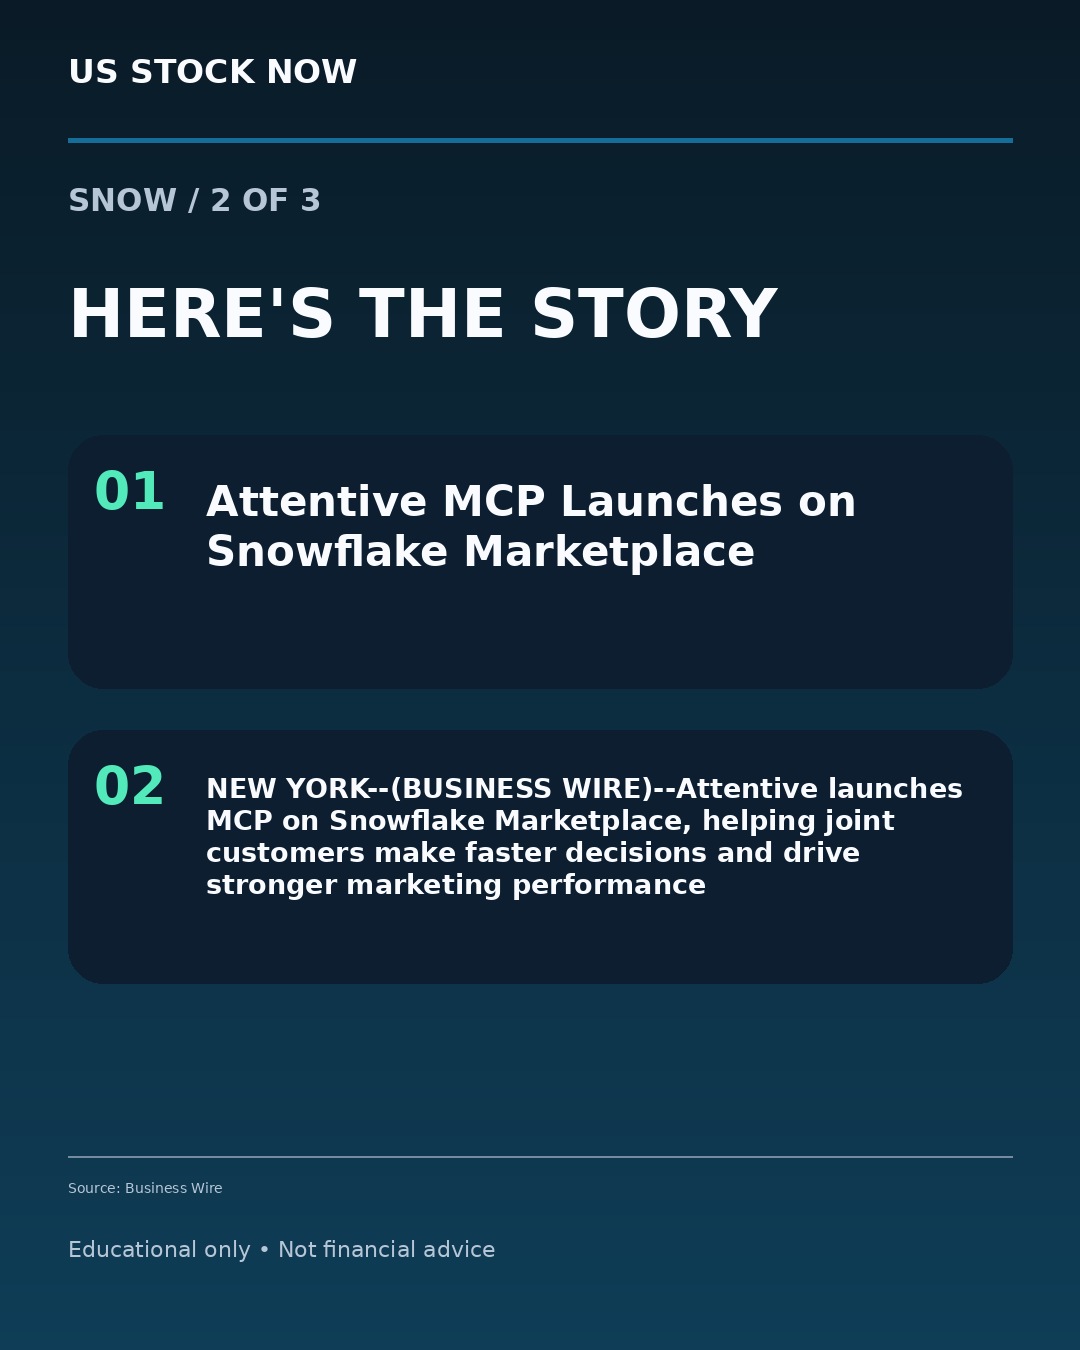 US STOCK NOW
SNOW / 2 OF 3
HERE'S THE STORY
01
Attentive MCP Launches on
Snowflake Marketplace
02
NEW YORK--(BUSINESS WIRE)--Attentive launches
MCP on Snowflake Marketplace, helping joint
customers make faster decisions and drive
stronger marketing performance
Source: Business Wire
Educational only • Not financial advice